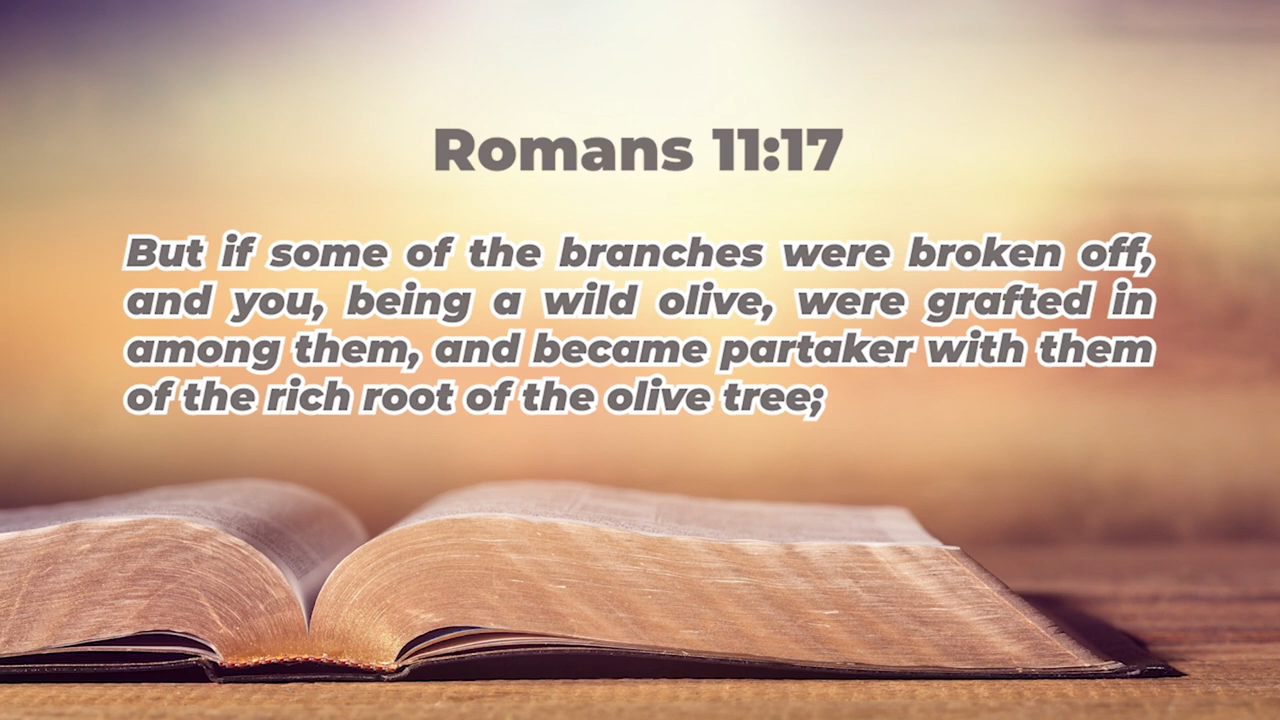 Romans 11:17
But if some of the branches were broken off,
and you, being a wild olive, were grafted in
among them, and became partaker with them
of the rich root of the olive tree;